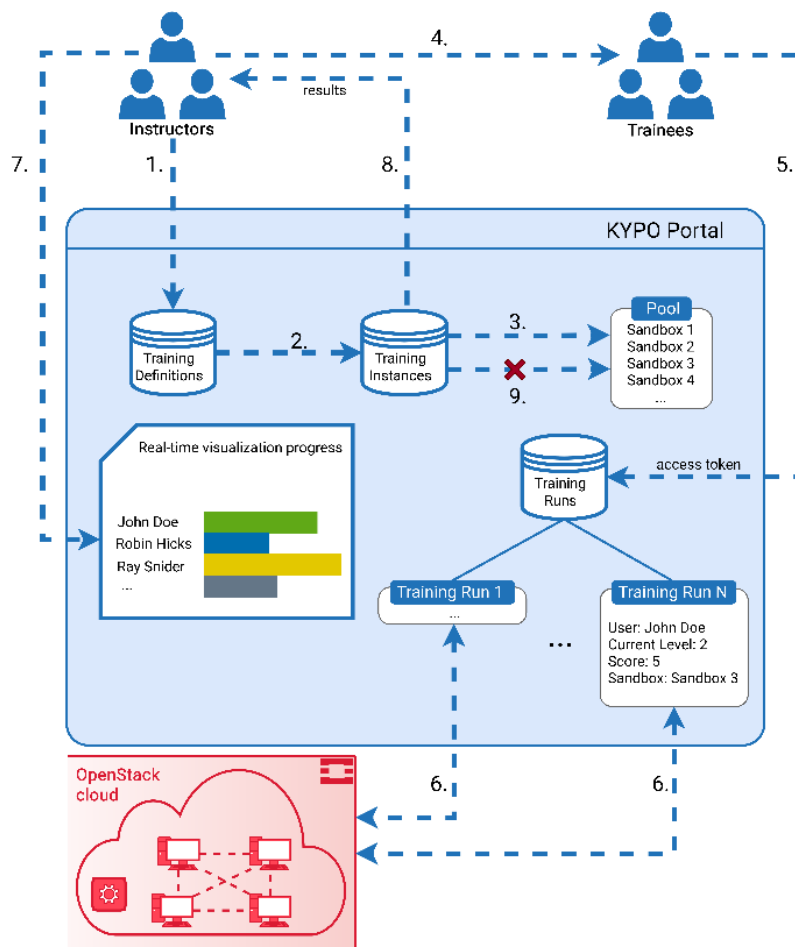 4.
results
Instructors
Trainees
7.
1.
8.
5.
KYPO Portal
Training
Definitions
2.
Training
Instances
3.
9.
Pool
Sandbox 1
Sandbox 2
Sandbox 3
Sandbox 4
...
Real-time visualization progress
John Doe
Robin Hicks
Ray Snider
...
Training
Runs
access token
Training Run 1
...
...
Training Run N
User: John Doe
Current Level: 2
Score: 5
Sandbox: Sandbox 3
OpenStack
cloud
6.
6.